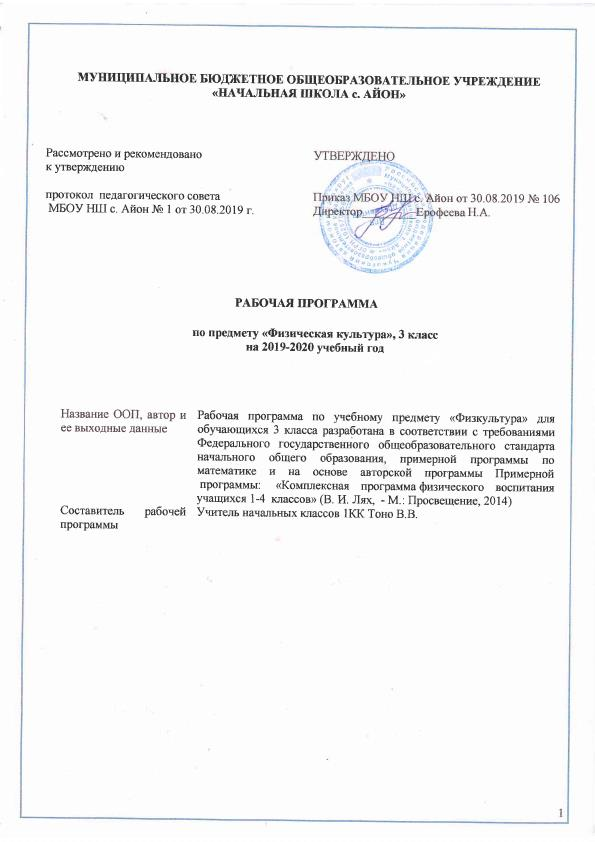 МУНИЦИПАЛЬНОЕ БЮДЖЕТНОЕ ОБЩЕОБРАЗОВАТЕЛЬНОЕ УЧРЕЖДЕНИЕ
«НАЧАЛЬНАЯ ШКОЛА с. АЙОН»
Рассмотрено и рекомендовано
к утверждению
протокол педагогического совета
МБОУ НШ с. Айон № 1 от 30.08.2019 г.
УТВЕРЖДЕНО
Приказ МБОУ НШ с. Айон от 30.08.2019 № 106
Директор Ерофеева Н.А.
РАБОЧАЯ ПРОГРАММА
по предмету «Физическая культура», 3 класс
на 2019-2020 учебный год
Название ООП, автор и
ее выходные данные
Рабочая программа по учебному предмету «Физкультура» для
обучающихся 3 класса разработана в соответствии с требованиями
Федерального государственного общеобразовательного стандарта
начального общего образования, примерной программы по
математике и на основе авторской программы Примерной
программы: «Комплексная программа физического воспитания
учащихся 1-4 классов» (В. И. Лях, - М.: Просвещение, 2014)
Составитель рабочей
программы
Учитель начальных классов 1КК Тоно В.В.
1